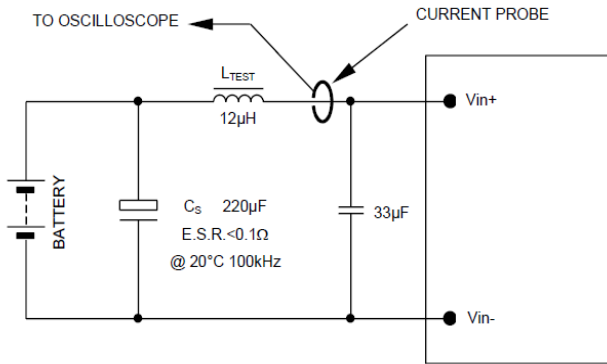 TO OSCILLOSCOPE
CURRENT PROBE
LTEST
12µH
Vin+
BATTERY
CS 220µF
E.S.R.<0.1Ω
@ 20°C 100kHz
33µF
Vin-